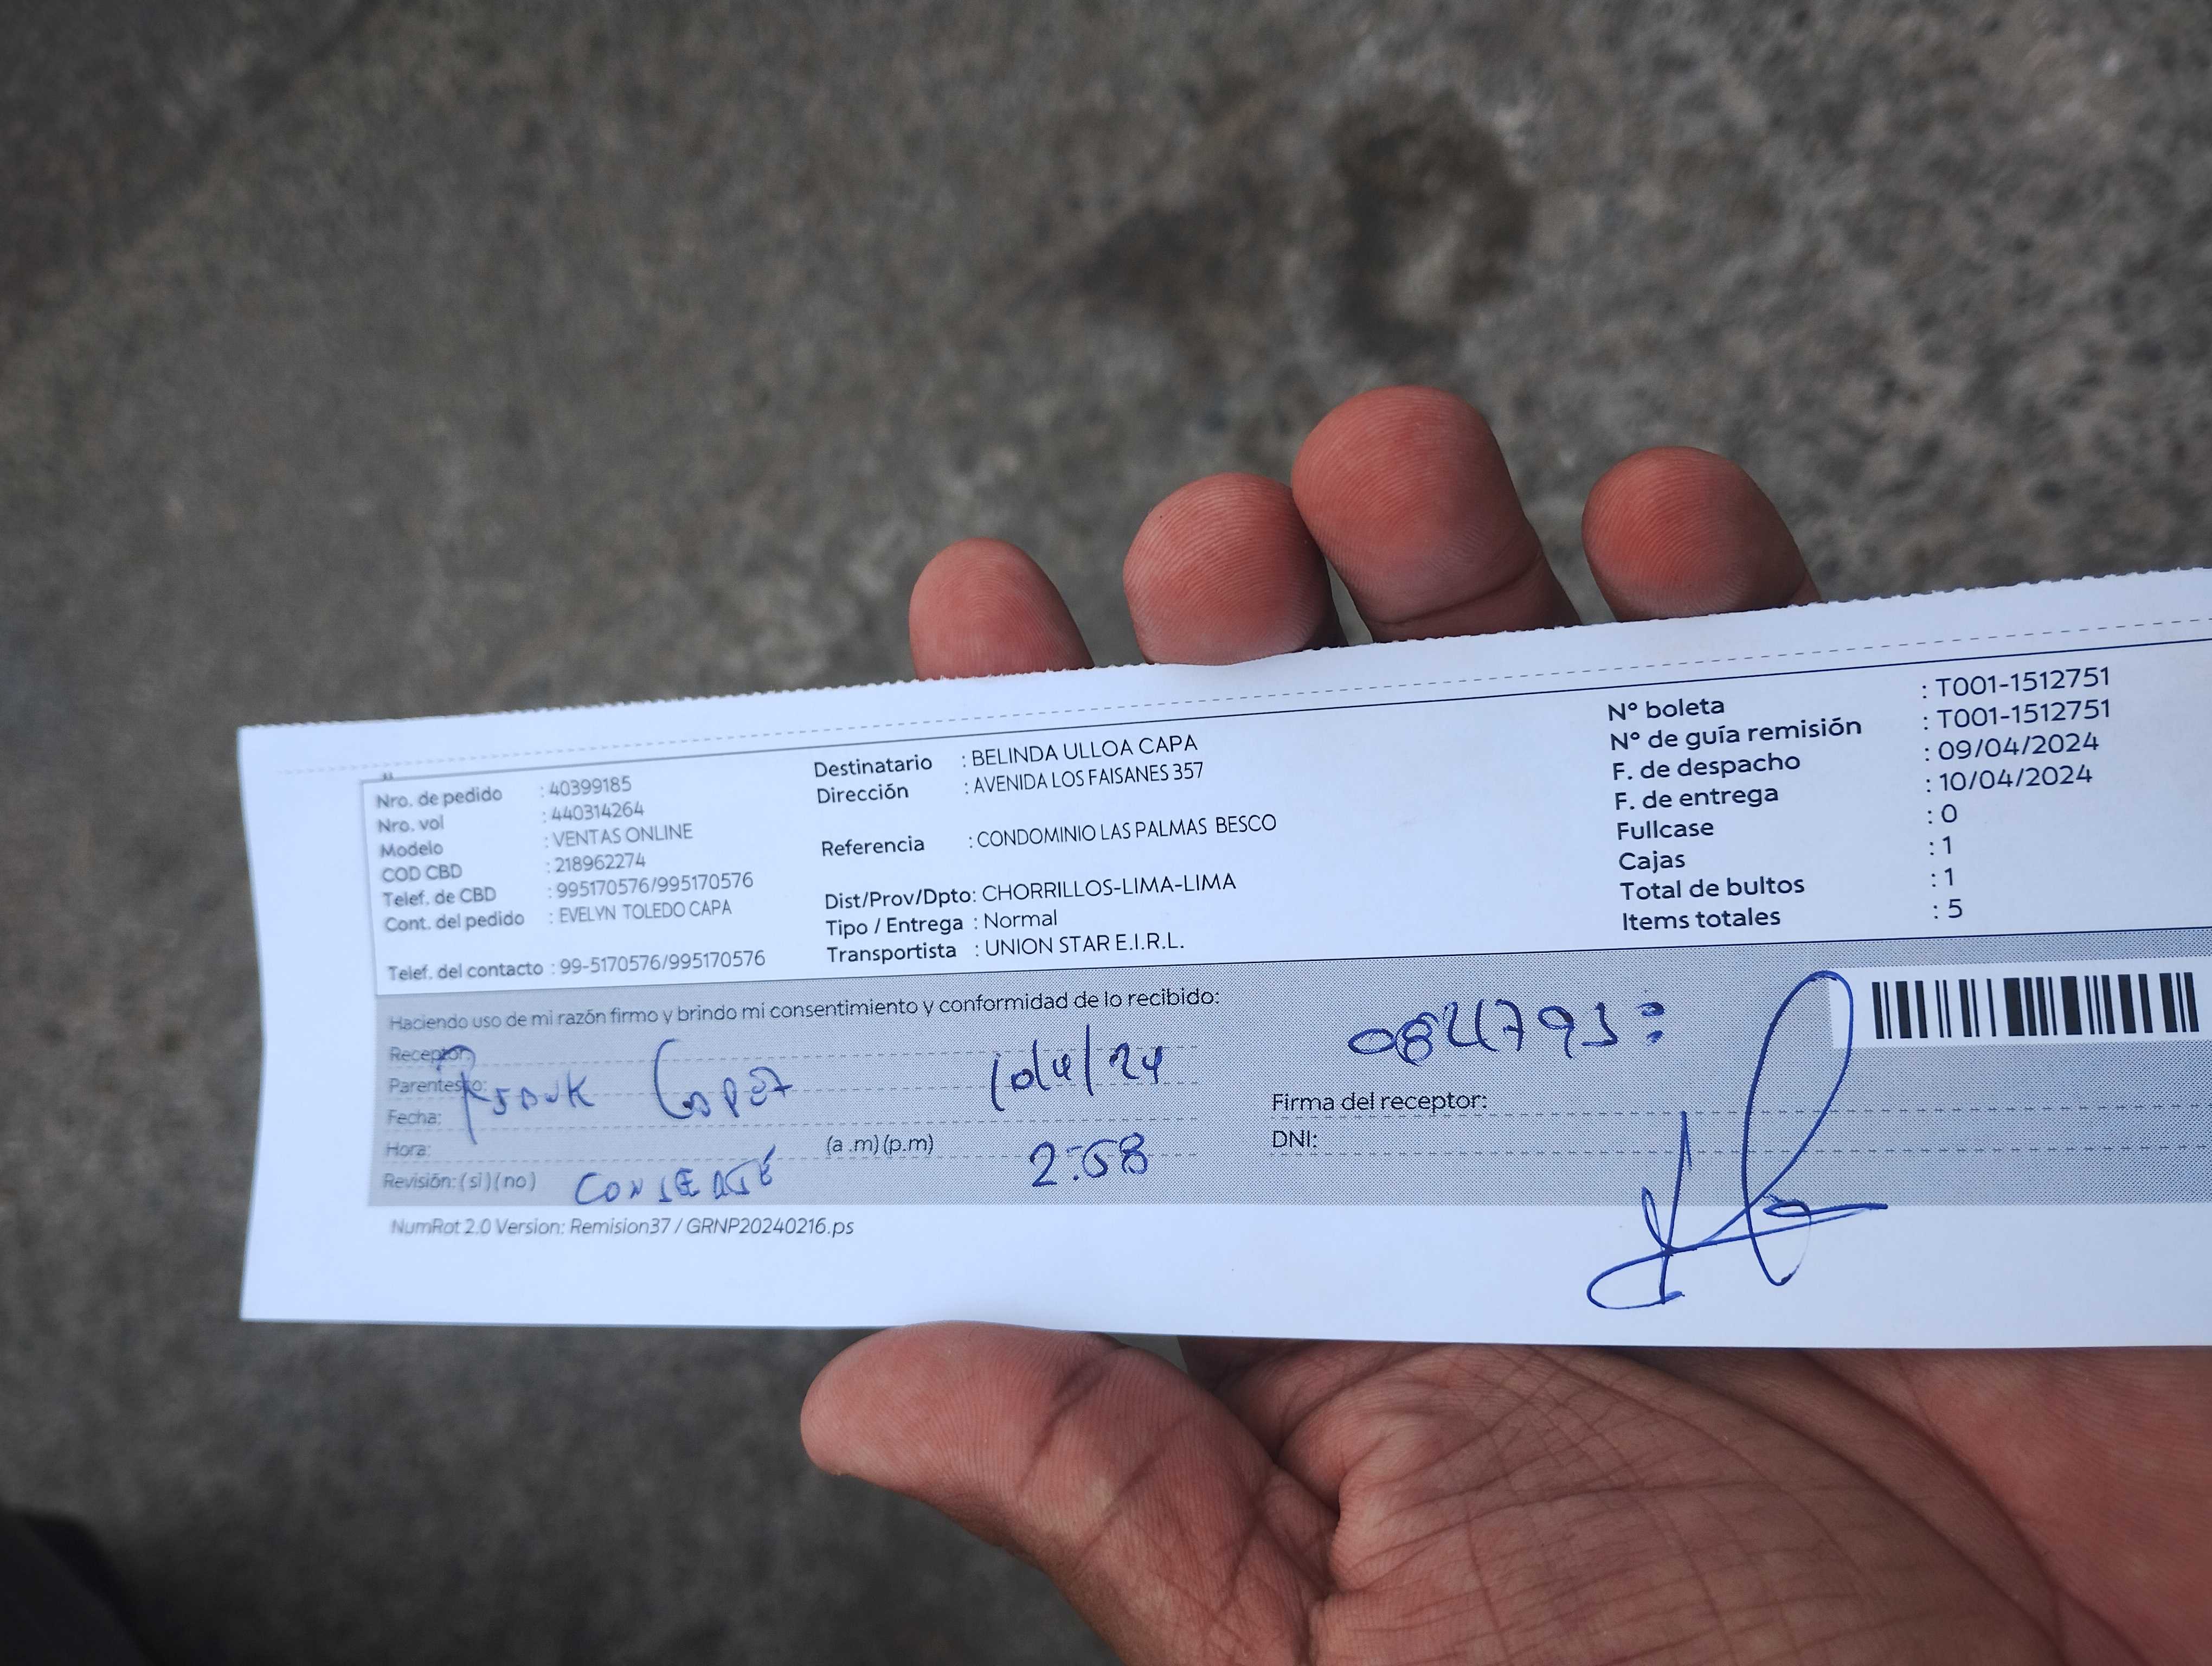 Nro. de pedido : 40399185
Nro. vol : 440314264
Modelo : VENTAS ONLINE
COD CBD : 218962274
Telef. de CBD : 995170576/995170576
Cont. del pedido : EVELYN TOLEDO CAPA
Telef. del contacto : 99-5170576/995170576
Destinatario : BELINDA ULLOA CAPA
Dirección : AVENIDA LOS FAISANES 357
Referencia : CONDOMINIO LAS PALMAS BESCO
Dist/Prov/Dpto: CHORRILLOS-LIMA-LIMA
Tipo / Entrega : Normal
Transportista : UNION STAR E.I.R.L.
N° boleta : T001-1512751
N° de guía remisión : T001-1512751
F. de despacho : 09/04/2024
F. de entrega : 10/04/2024
Fullcase : 0
Cajas : 1
Total de bultos : 1
Items totales : 5
Haciendo uso de mi razón firmo y brindo mi consentimiento y conformidad de lo recibido:
Receptor:
Parentesco:
Fecha: 10/4/24
Hora: (a .m) (p.m) 2:58
Revisión: (si) (no)
Firma del receptor:
DNI:
NumRot 2.0 Version: Remision37 / GRNP20240216.ps